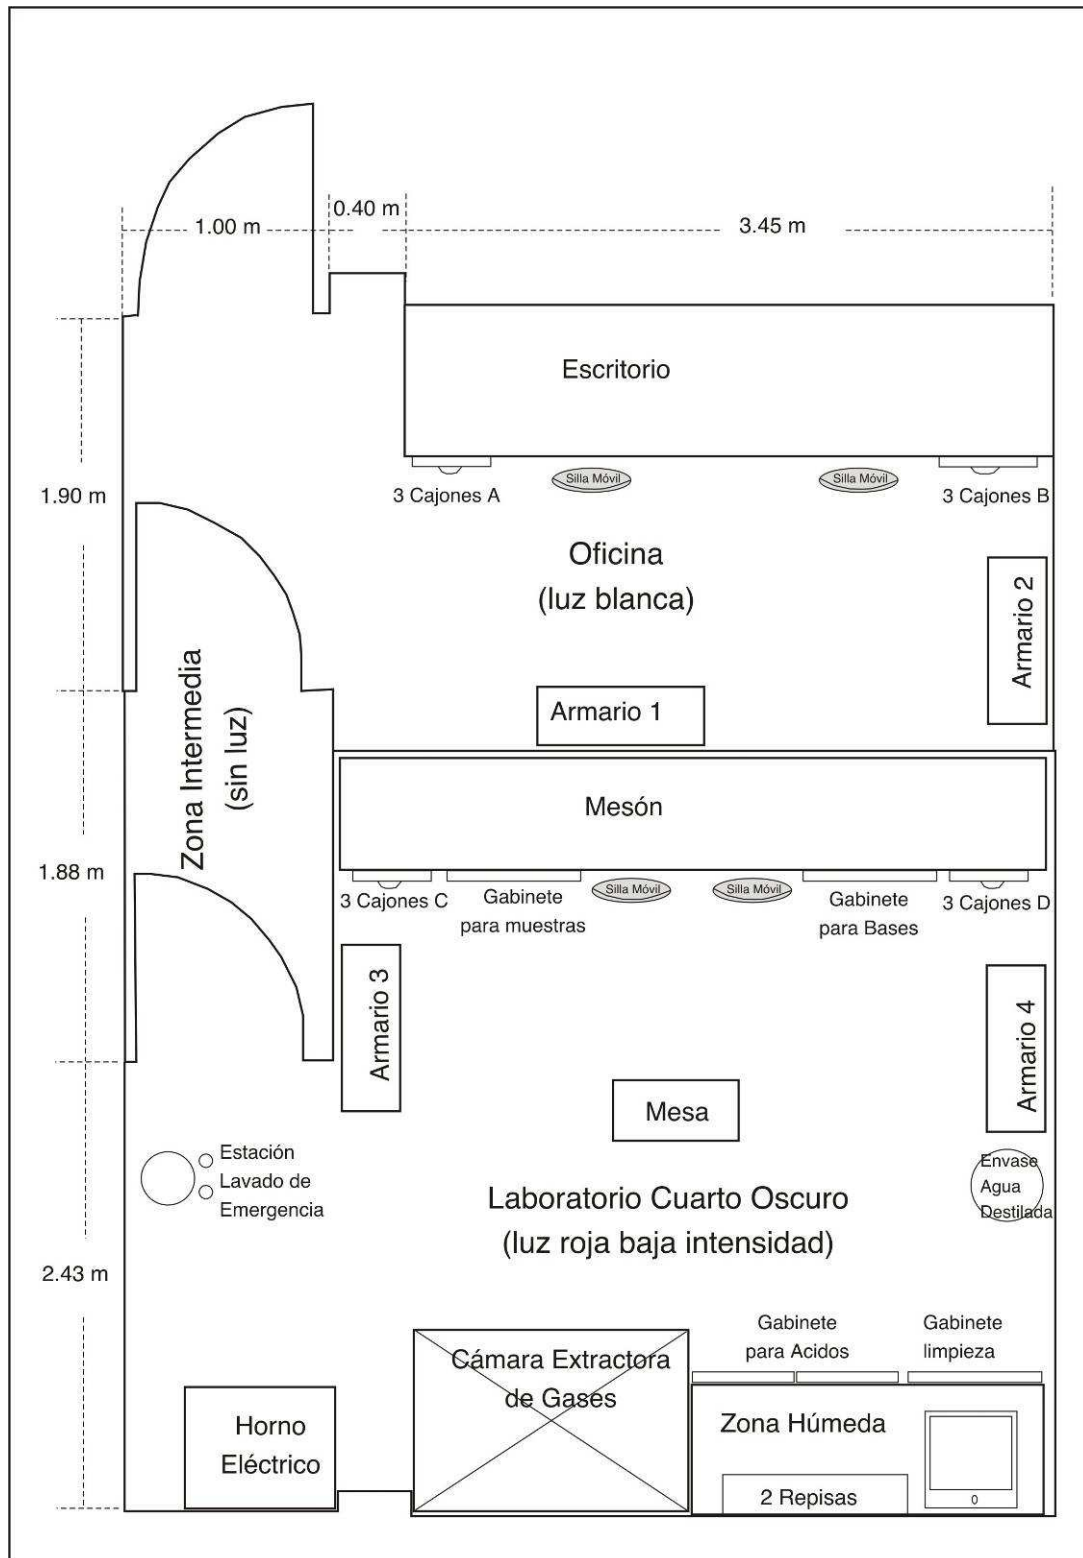 0.40 m
1.00 m
3.45 m
Escritorio
Silla Móvil
Silla Móvil
3 Cajones A
3 Cajones B
1.90 m
Oficina
(luz blanca)
Armario 2
Zona Intermedia
(sin luz)
Armario 1
Mesón
1.88 m
3 Cajones C
Gabinete
para muestras
Silla Móvil
Silla Móvil
Gabinete
para Bases
3 Cajones D
Armario 3
Armario 4
Mesa
Estación
Lavado de
Emergencia
Envase
Agua
Destilada
Laboratorio Cuarto Oscuro
(luz roja baja intensidad)
2.43 m
Gabinete
para Acidos
Gabinete
limpieza
Cámara Extractora
de Gases
Horno
Eléctrico
Zona Húmeda
2 Repisas
0